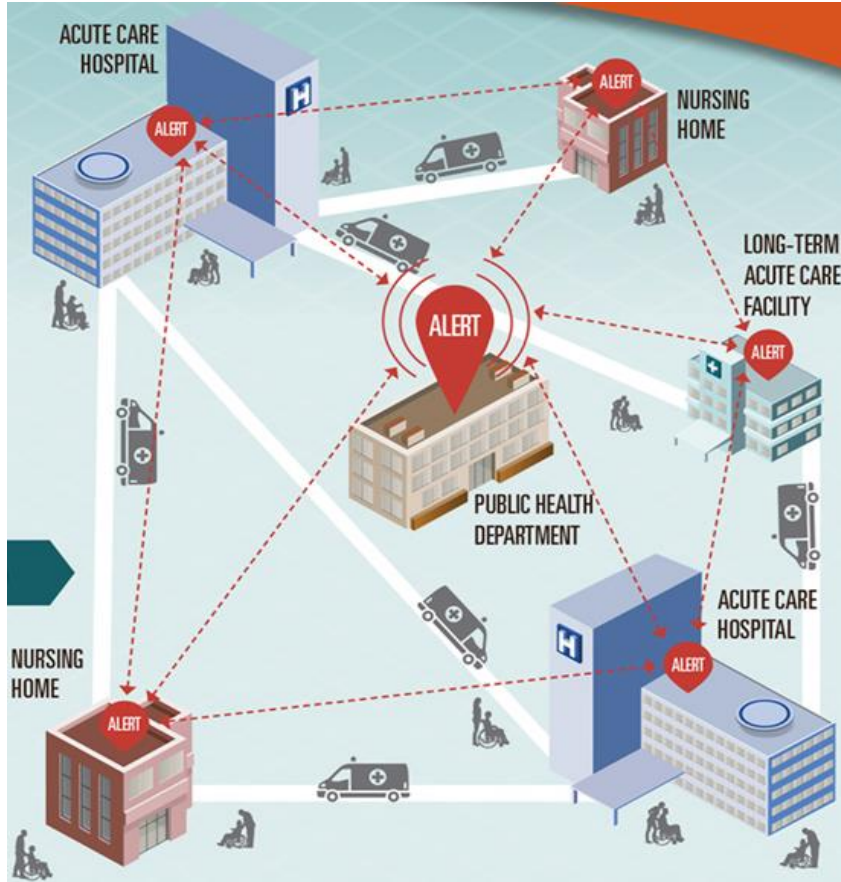 ACUTE CARE
HOSPITAL
H
ALERT
ALERT
NURSING
HOME
LONG-TERM
ACUTE CARE
FACILITY
ALERT
ALERT
PUBLIC HEALTH
DEPARTMENT
ACUTE CARE
HOSPITAL
H
ALERT
NURSING
HOME
ALERT